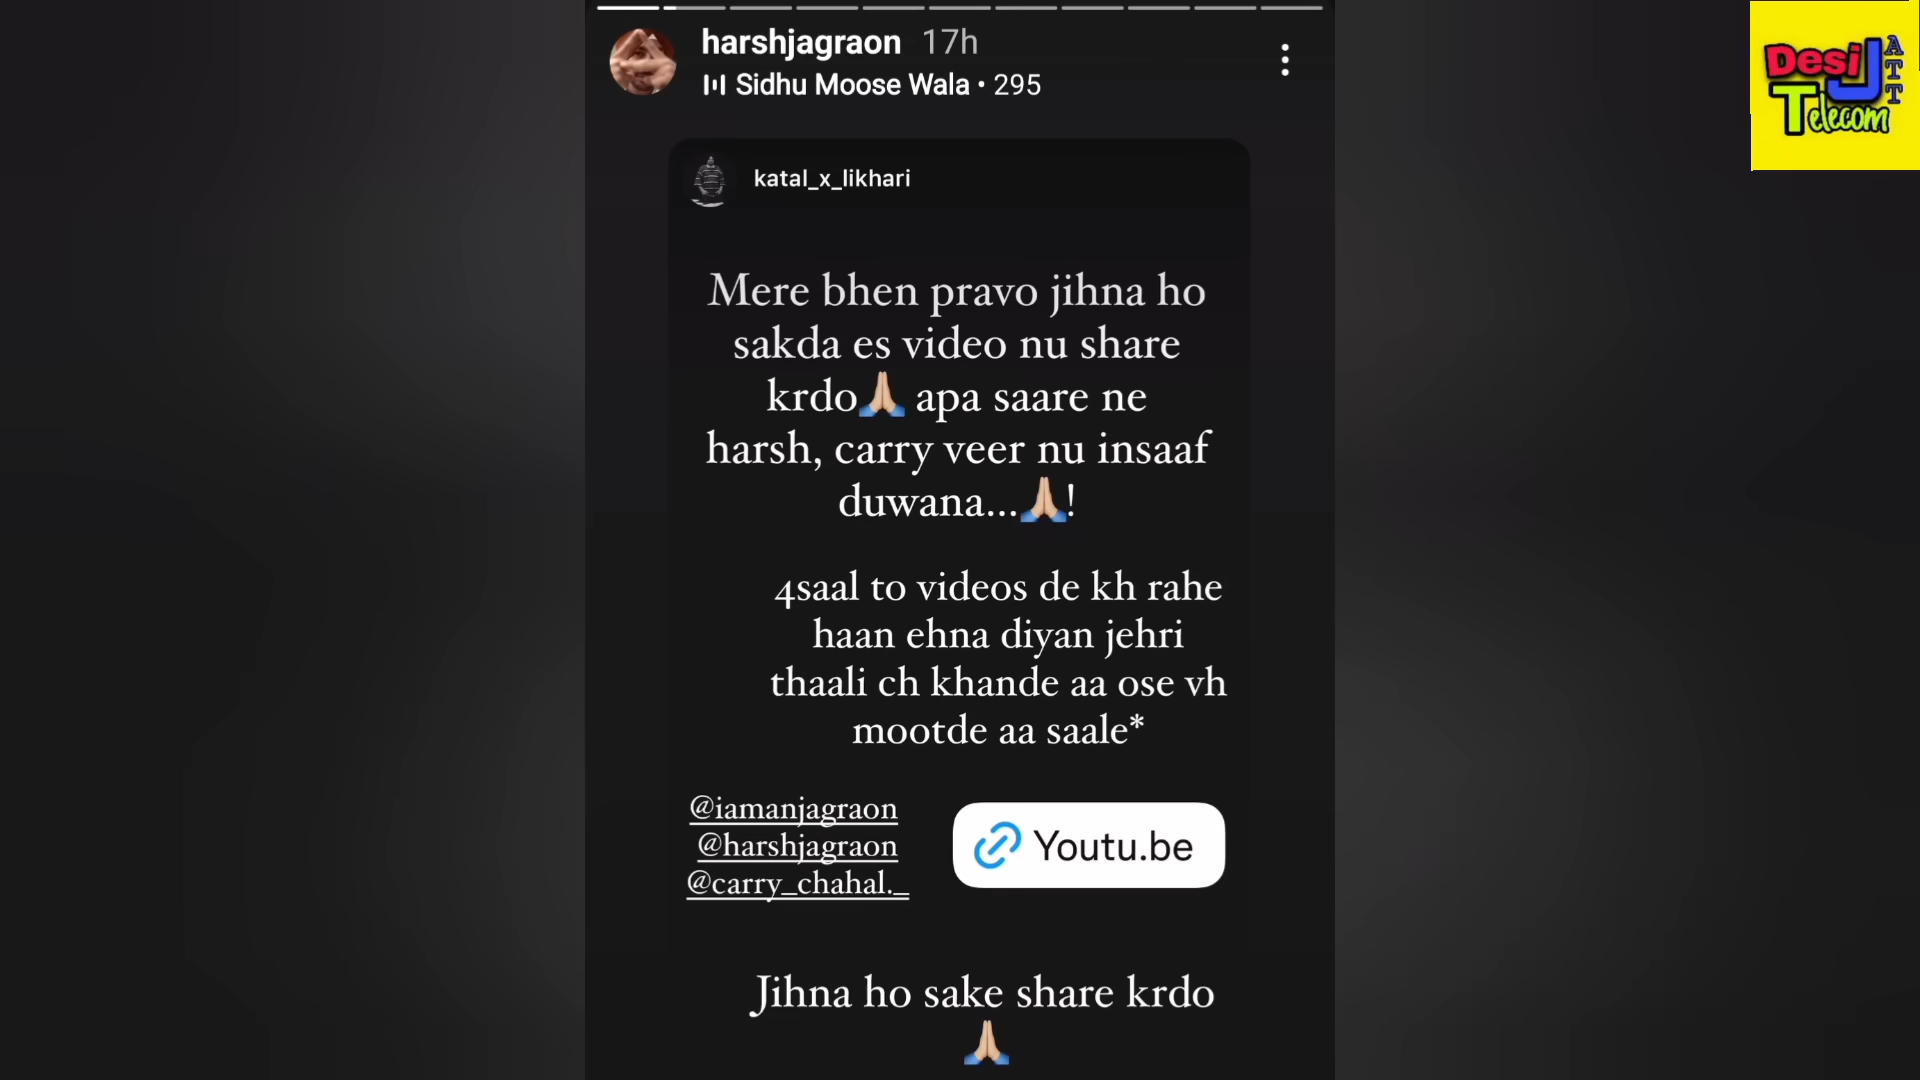 harshjagraon 17h
Sidhu Moose Wala • 295
Desi JATT
Telecom
katal_x_likhari
Mere bhen pravo jihna ho
sakda es video nu share
krdo🙏🏼 apa saare ne
harsh, carry veer nu insaaf
duwana...🙏🏼!
4saal to videos de kh rahe
haan ehna diyan jehri
thaali ch khande aa ose vh
mootde aa saale*
@iamanjagraon
@harshjagraon
@carry_chahal._
Youtu.be
Jihna ho sake share krdo
🙏🏼